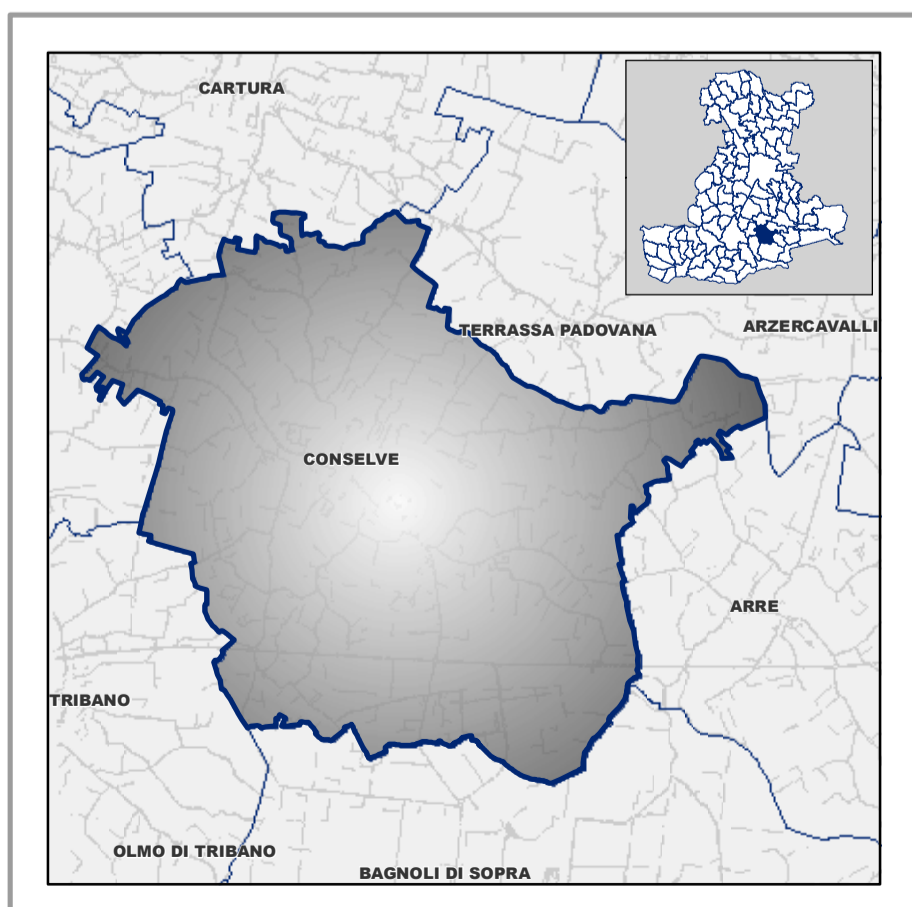 CARTURA
TERRASSA PADOVANA
ARZERCAVALLI
CONSELVE
ARRE
TRIBANO
OLMO DI TRIBANO
BAGNOLI DI SOPRA